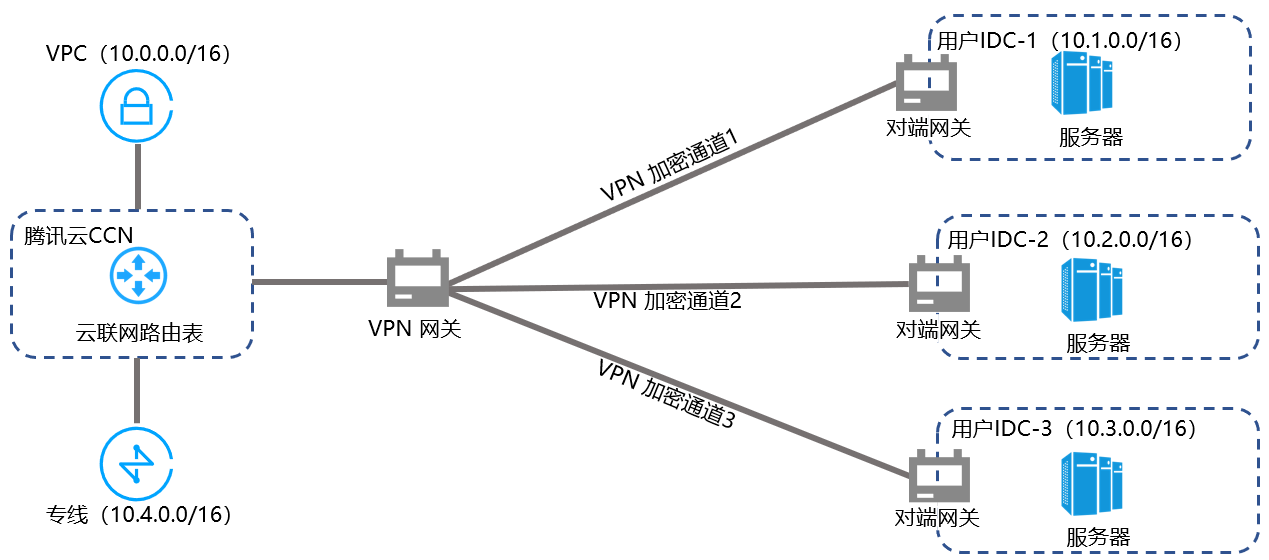 VPC（10.0.0.0/16）
腾讯云CCN
云联网路由表
专线（10.4.0.0/16）
VPN 网关
VPN 加密通道1
VPN 加密通道2
VPN 加密通道3
用户IDC-1（10.1.0.0/16）
对端网关
服务器
用户IDC-2（10.2.0.0/16）
对端网关
服务器
用户IDC-3（10.3.0.0/16）
对端网关
服务器